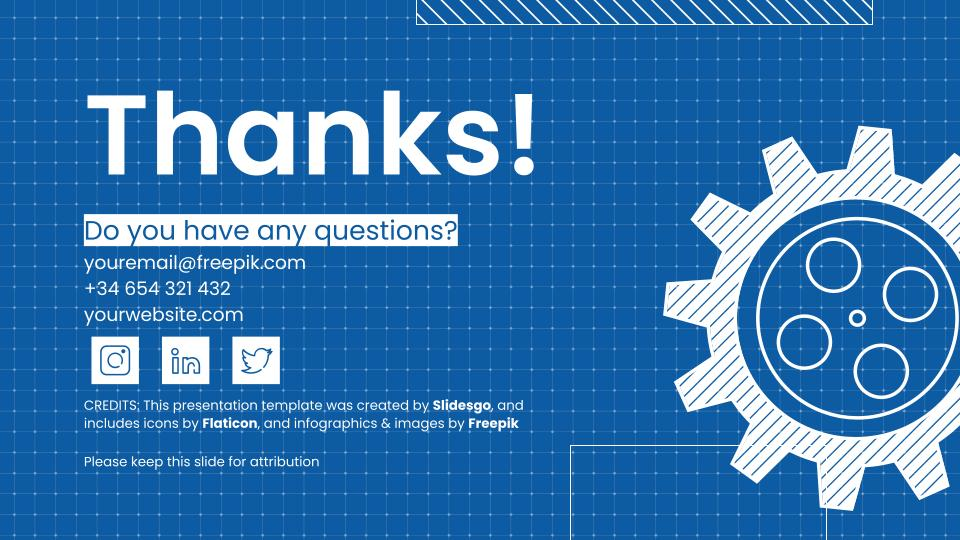 Thanks!
Do you have any questions?
youremail@freepik.com
+34 654 321 432
yourwebsite.com
in
CREDITS: This presentation template was created by Slidesgo, and
includes icons by Flaticon, and infographics & images by Freepik
Please keep this slide for attribution